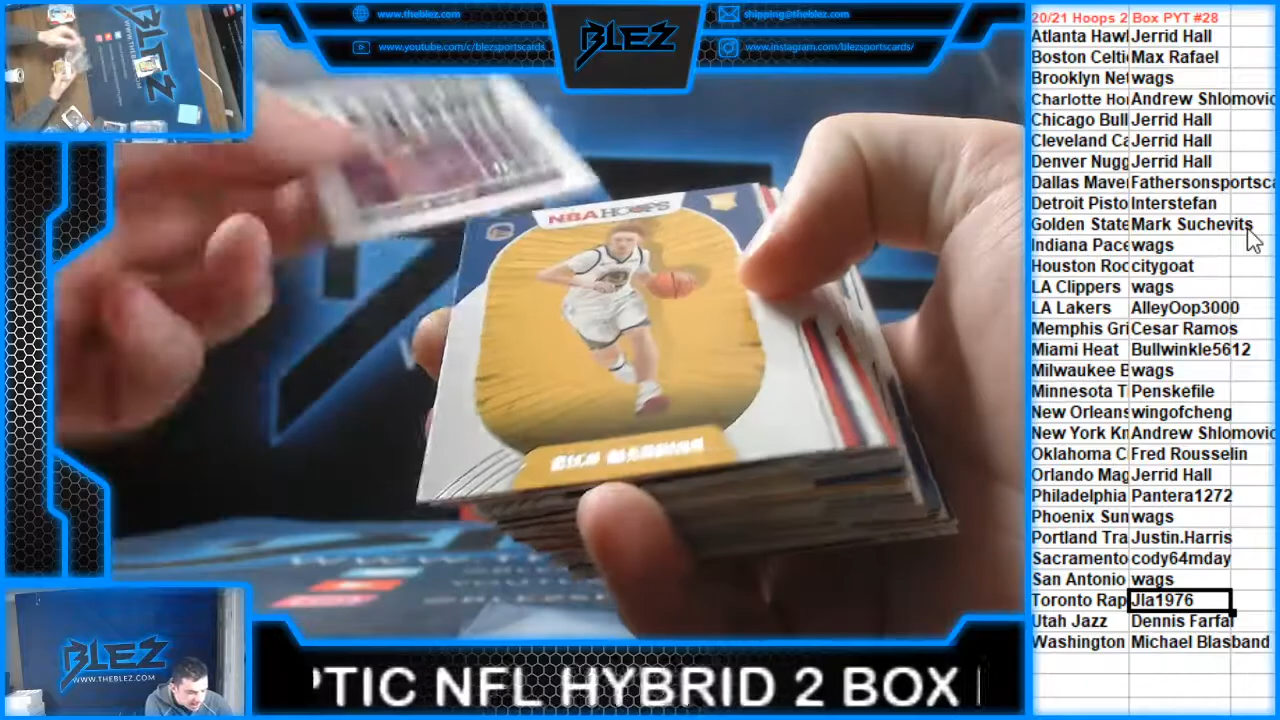 www.theblez.com
shipping@theblez.com
www.youtube.com/c/blezsportscards
www.instagram.com/blezsportscards/
BLEZ
NBA HOOPS
BLEZ
WWW.THEBLEZ.COM
TIC NFL HYBRID 2 BOX
20/21 Hoops 2 Box PYT #28
Atlanta Hawl Jerrid Hall
Boston Celti Max Rafael
Brooklyn Net wags
Charlotte Ho Andrew Shlomovic
Chicago Bull Jerrid Hall
Cleveland Ca Jerrid Hall
Denver Nugg Jerrid Hall
Dallas Maver Fathersonsportsca
Detroit Pisto Interstefan
Golden State Mark Suchevits
Indiana Pace wags
Houston Roc citygoat
LA Clippers wags
LA Lakers AlleyOop3000
Memphis Gri Cesar Ramos
Miami Heat Bullwinkle5612
Milwaukee B wags
Minnesota T Penskefile
New Orleans wingofcheng
New York Kn Andrew Shlomovic
Oklahoma C Fred Rousselin
Orlando Mag Jerrid Hall
Philadelphia Pantera1272
Phoenix Sun wags
Portland Tra Justin.Harris
Sacramento cody64mday
San Antonio wags
Toronto Rap Jla1976
Utah Jazz Dennis Farfal
Washington Michael Blasband